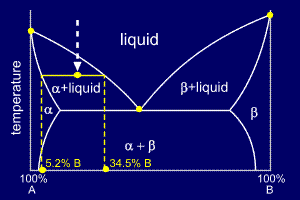 liquid
temperature
α+liquid
β+liquid
α
β
α + β
5.2% B
34.5% B
100%
A
100%
B